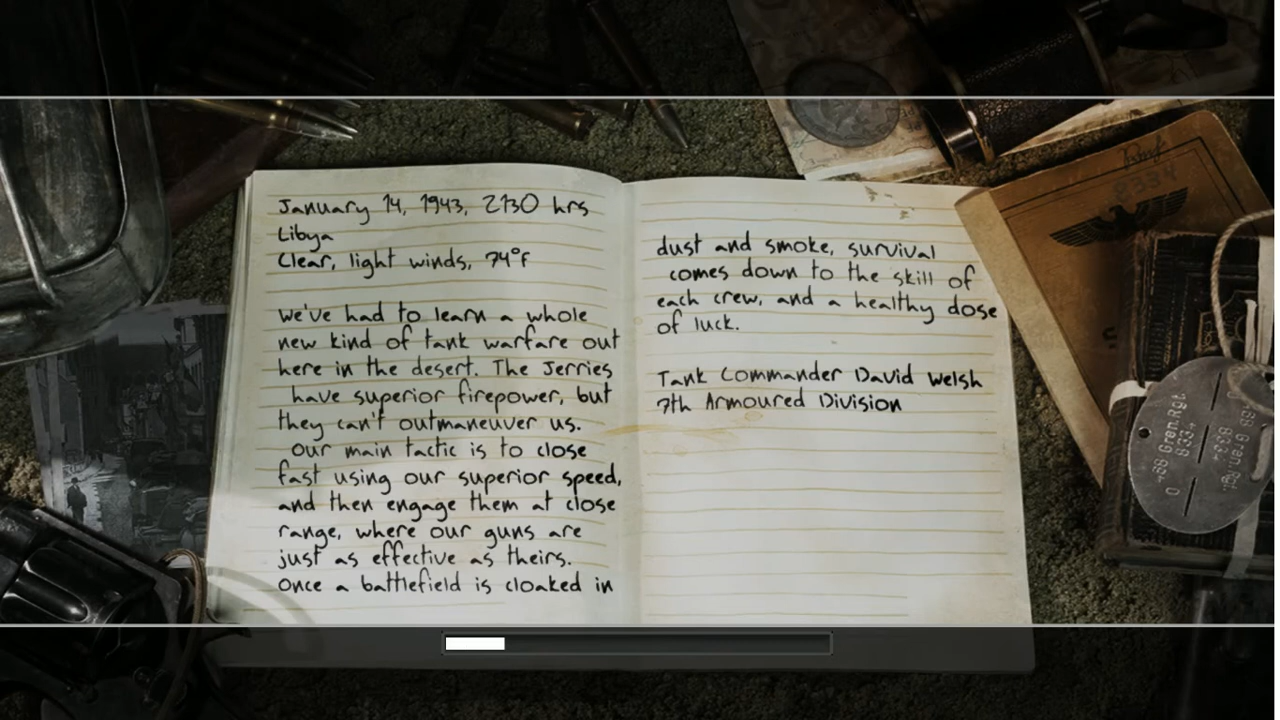 January 14, 1943, 2130 hrs
Libya
Clear, light winds, 74°f
We've had to learn a whole
new kind of tank warfare out
here in the desert. The Jerries
have superior firepower, but
they can't outmaneuver us.
Our main tactic is to close
fast using our superior speed,
and then engage them at close
range, where our guns are
just as effective as theirs.
Once a battlefield is cloaked in
dust and smoke, survival
comes down to the skill of
each crew, and a healthy dose
of luck.
Tank Commander David Welsh
7th Armoured Division